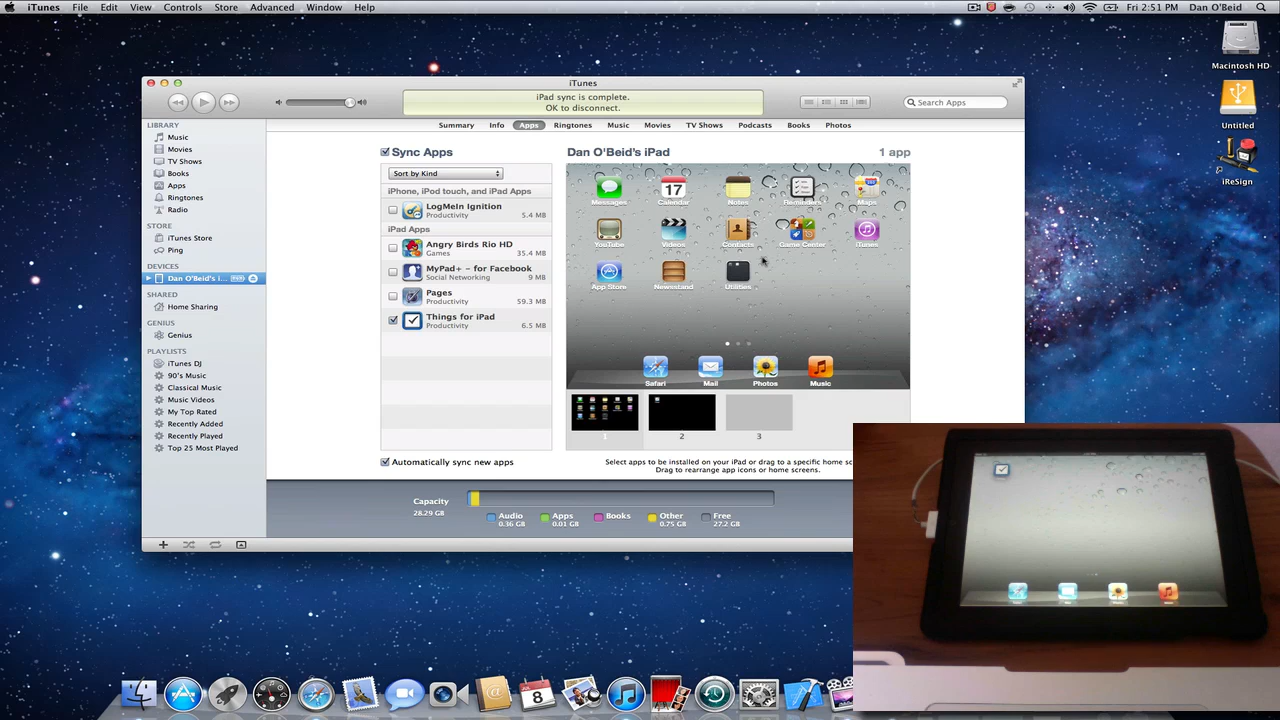 iTunes File Edit View Controls Store Advanced Window Help Fri 2:51 PM Dan O'Beid
Macintosh HD
Untitled
iReSign
iTunes
iPad sync is complete.
OK to disconnect.
Search Apps
Summary Info Apps Ringtones Music Movies TV Shows Podcasts Books Photos
LIBRARY
Music
Movies
TV Shows
Books
Apps
Ringtones
Radio
STORE
iTunes Store
Ping
DEVICES
Dan O'Beid's i...
SHARED
Home Sharing
GENIUS
Genius
PLAYLISTS
iTunes DJ
90's Music
Classical Music
Music Videos
My Top Rated
Recently Added
Recently Played
Top 25 Most Played
Sync Apps
Sort by Kind
iPhone, iPod touch, and iPad Apps
LogMeIn Ignition
Productivity 5.4 MB
iPad Apps
Angry Birds Rio HD
Games 35.4 MB
MyPad+ – for Facebook
Social Networking 9 MB
Pages
Productivity 59.3 MB
Things for iPad
Productivity 6.5 MB
Automatically sync new apps
Dan O'Beid's iPad 1 app
17
Messages Calendar Notes Reminders Maps
YouTube Videos Contacts Game Center iTunes
App Store Newsstand Utilities
Safari Mail Photos Music
1 2 3
Select apps to be installed on your iPad or drag to a specific home
Drag to rearrange app icons or home screens.
Capacity
28.29 GB
Audio
0.36 GB
Apps
0.01 GB
Books
Other
0.75 GB
Free
27.2 GB
8